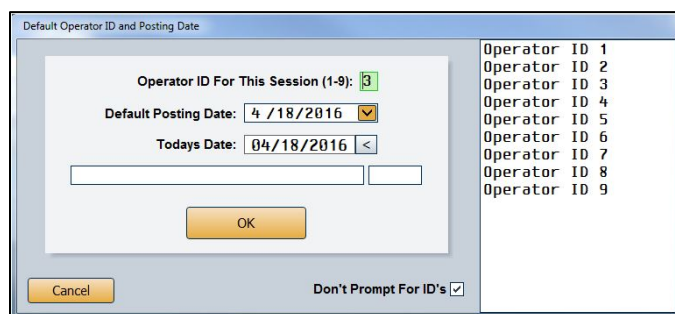 Default Operator ID and Posting Date
Operator ID For This Session (1-9): 3
Default Posting Date: 4 /18/2016
Todays Date: 04/18/2016 <
OK
Cancel
Don't Prompt For ID's
Operator ID 1
Operator ID 2
Operator ID 3
Operator ID 4
Operator ID 5
Operator ID 6
Operator ID 7
Operator ID 8
Operator ID 9